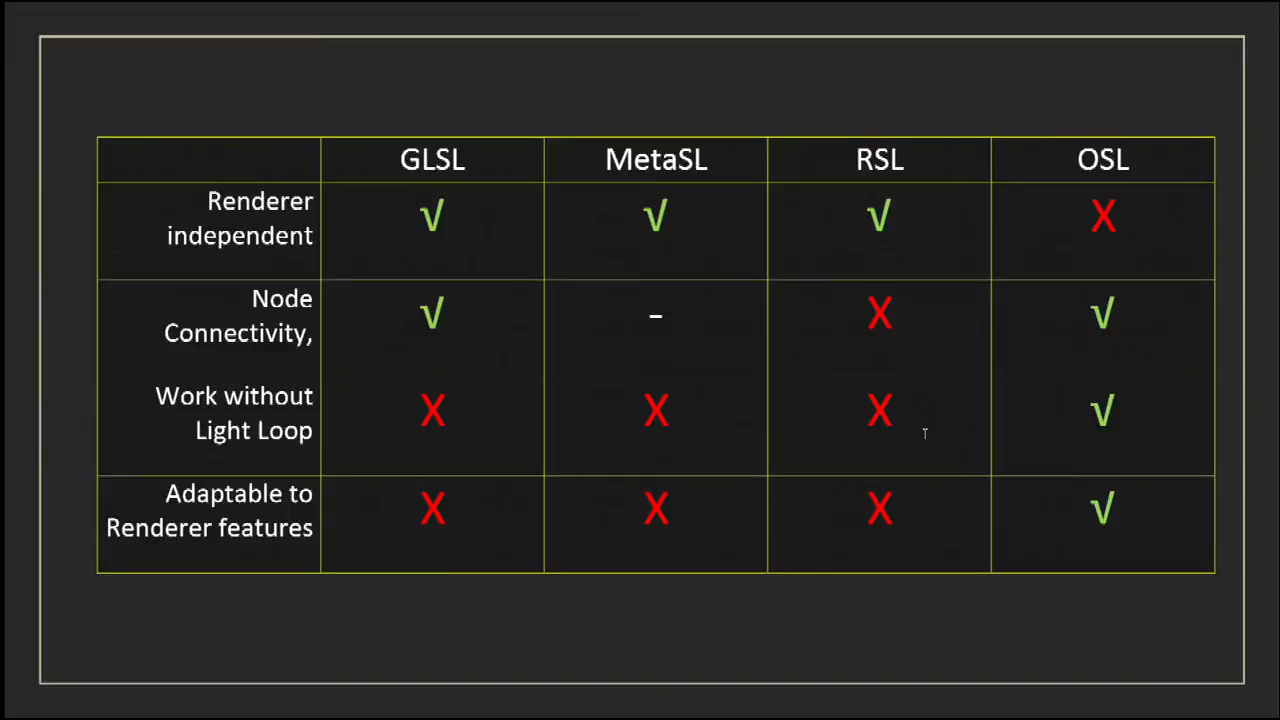 GLSL MetaSL RSL OSL
Renderer
independent √ √ √ X
Node
Connectivity, √ - X √
Work without
Light Loop X X X √
Adaptable to
Renderer features X X X √